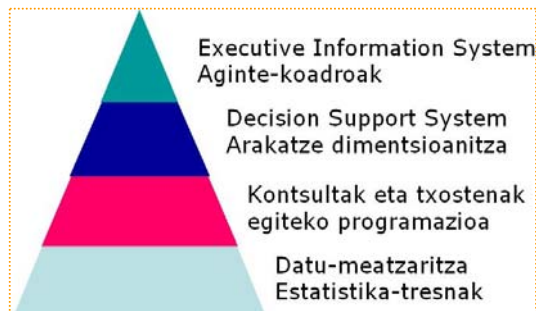 Executive Information System
Aginte-koadroak
Decision Support System
Arakatze dimentsioanitza
Kontsultak eta txostenak
egiteko programazioa
Datu-meatzaritza
Estatistika-tresnak